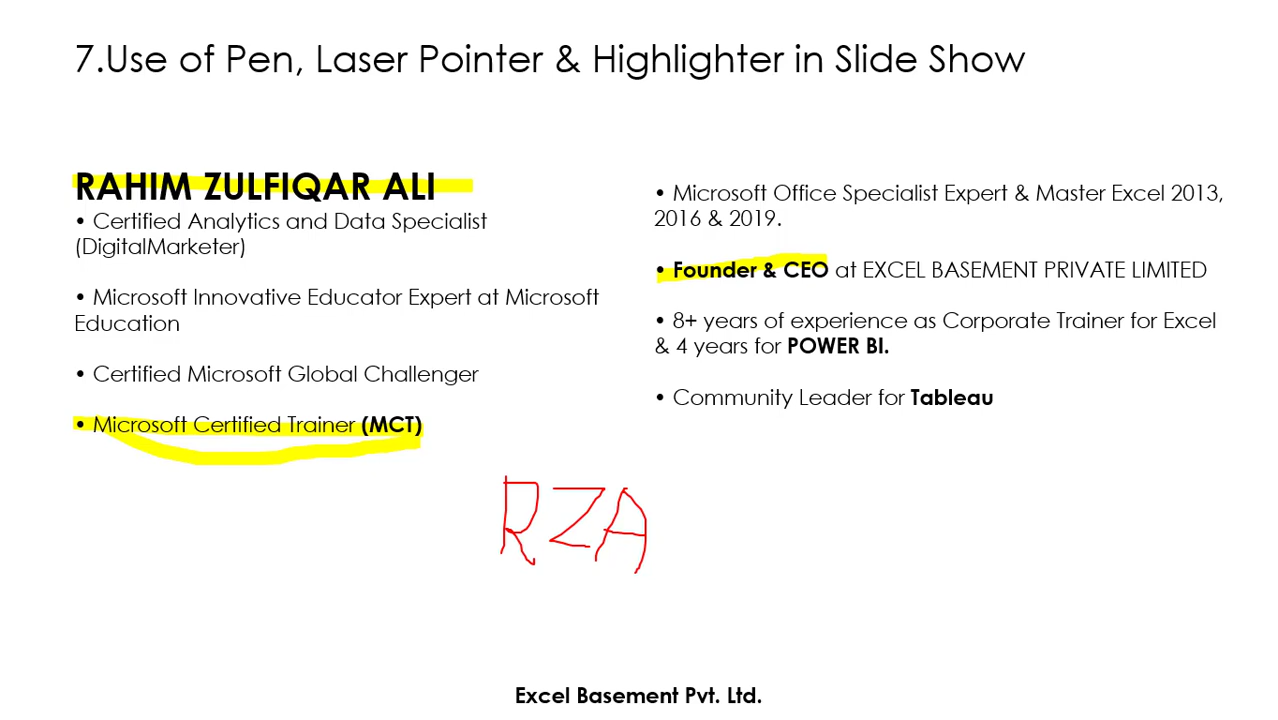 7.Use of Pen, Laser Pointer & Highlighter in Slide Show
RAHIM ZULFIQAR ALI
• Certified Analytics and Data Specialist
(DigitalMarketer)
• Microsoft Innovative Educator Expert at Microsoft
Education
• Certified Microsoft Global Challenger
• Microsoft Certified Trainer (MCT)
• Microsoft Office Specialist Expert & Master Excel 2013,
2016 & 2019.
• Founder & CEO at EXCEL BASEMENT PRIVATE LIMITED
• 8+ years of experience as Corporate Trainer for Excel
& 4 years for POWER BI.
• Community Leader for Tableau
RZA
Excel Basement Pvt. Ltd.